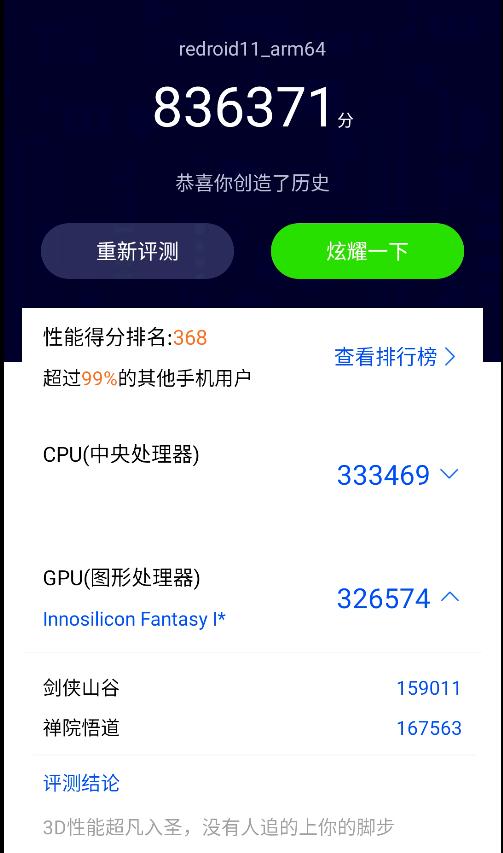 redroid11_arm64
836371分
恭喜你创造了历史
重新评测
炫耀一下
性能得分排名:368
查看排行榜
超过99%的其他手机用户
CPU(中央处理器)
333469
GPU(图形处理器)
326574
Innosilicon Fantasy I*
剑侠山谷 159011
禅院悟道 167563
评测结论
3D性能超凡入圣，没有人追的上你的脚步